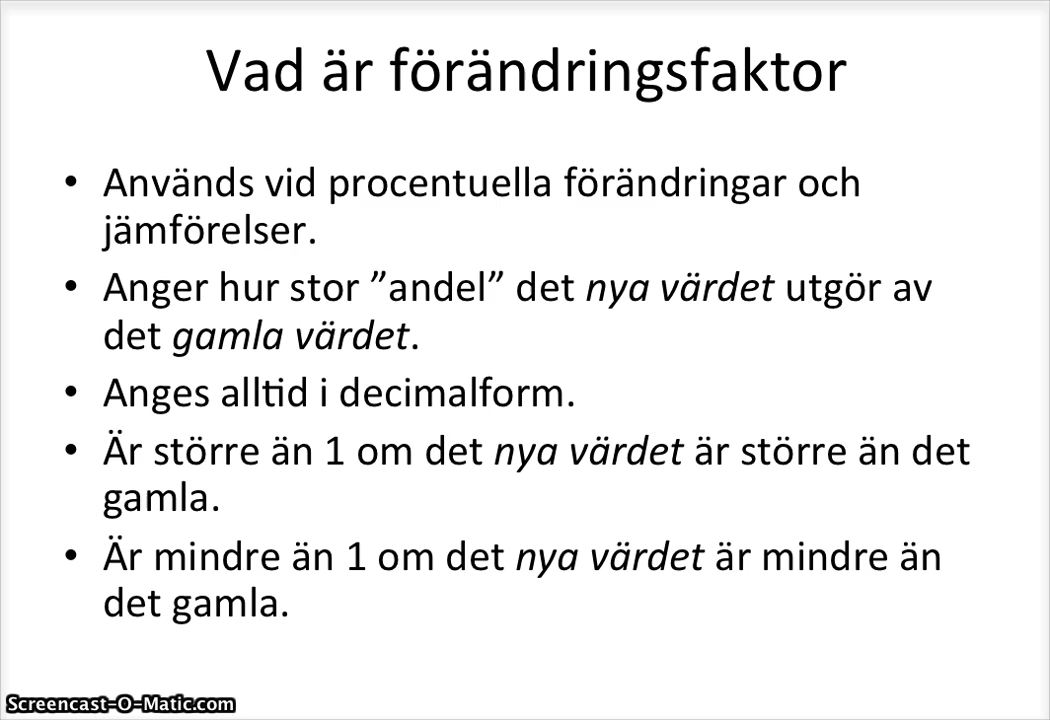 Vad är förändringsfaktor
• Används vid procentuella förändringar och
jämförelser.
• Anger hur stor ”andel” det nya värdet utgör av
det gamla värdet.
• Anges alltid i decimalform.
• Är större än 1 om det nya värdet är större än det
gamla.
• Är mindre än 1 om det nya värdet är mindre än
det gamla.
Screencast-O-Matic.com